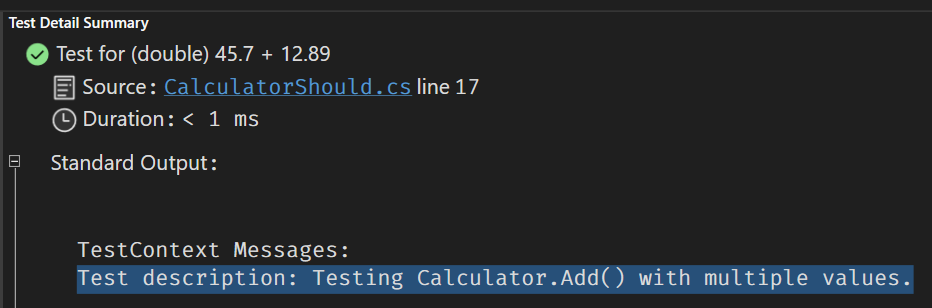 Test Detail Summary
Test for (double) 45.7 + 12.89
Source: CalculatorShould.cs line 17
Duration: < 1 ms
Standard Output:
TestContext Messages:
Test description: Testing Calculator.Add() with multiple values.